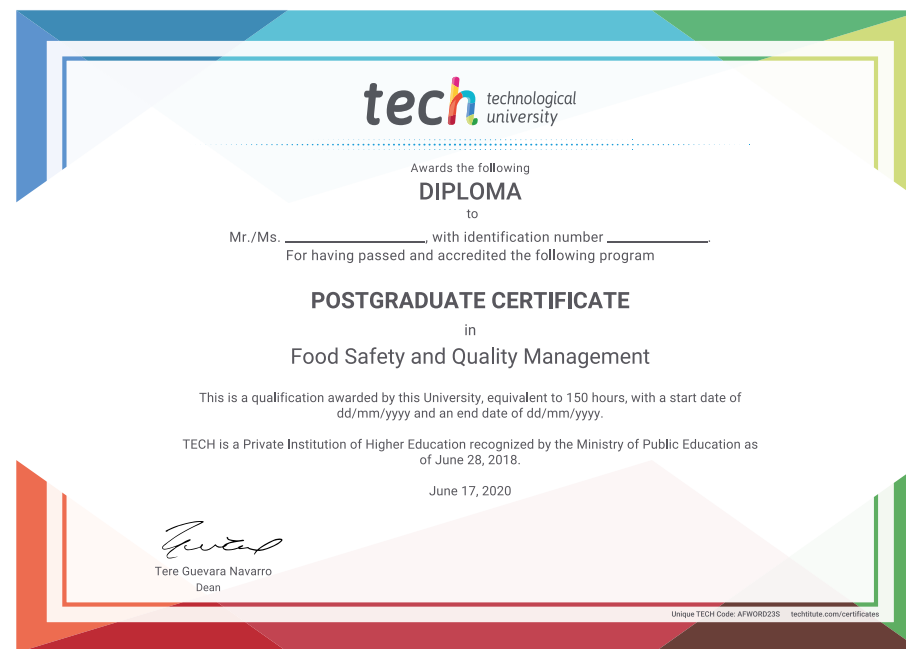 tech technological
university
Awards the following
DIPLOMA
to
Mr./Ms. ____________________, with identification number ______________.
For having passed and accredited the following program
POSTGRADUATE CERTIFICATE
in
Food Safety and Quality Management
This is a qualification awarded by this University, equivalent to 150 hours, with a start date of
dd/mm/yyyy and an end date of dd/mm/yyyy.
TECH is a Private Institution of Higher Education recognized by the Ministry of Public Education as
of June 28, 2018.
June 17, 2020
Tere Guevara Navarro
Dean
Unique TECH Code: AFWORD23S techtitute.com/certificates